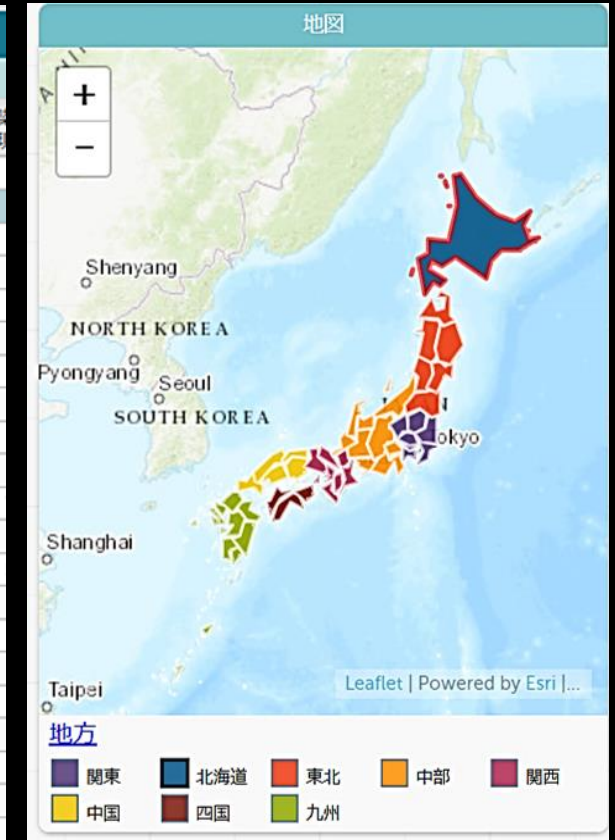 地図
+
−
Shenyang
NORTH KOREA
Pyongyang
Seoul
SOUTH KOREA
N
okyo
Shanghai
Taipei
Leaflet | Powered by Esri |...
地方
関東 北海道 東北 中部 関西
中国 四国 九州